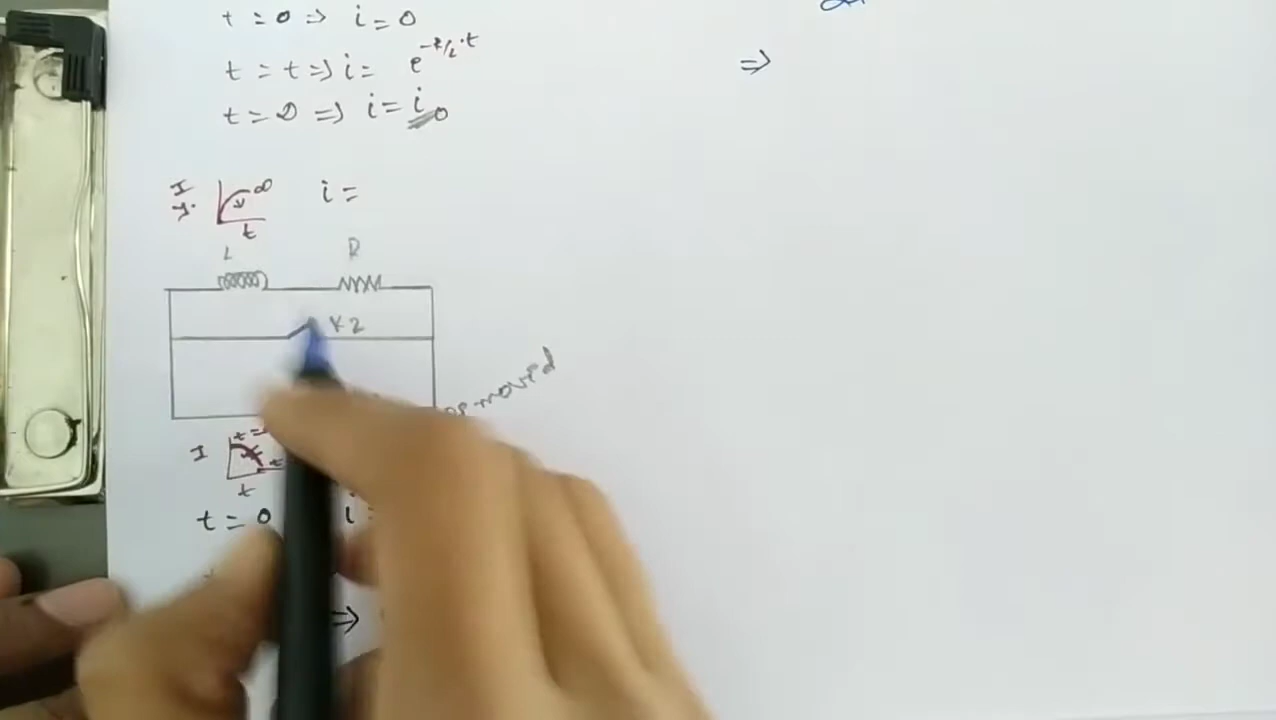 t = 0 ⇒ i = 0
t = t ⇒ i = e^{-R/L·t}
t = ∞ ⇒ i = i₀
⇒
I
∞
t
i =
L R
K2
removed
I
t =
t
t
t = 0 i
⇒